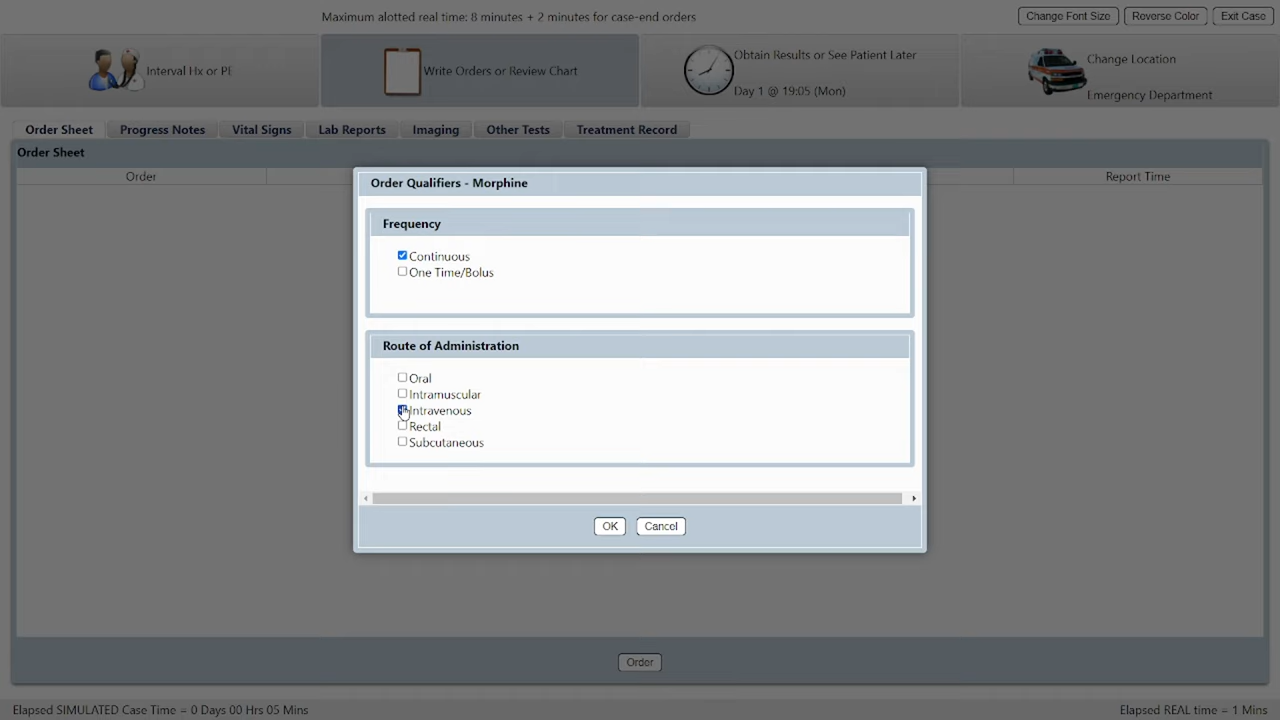 Maximum alotted real time: 8 minutes + 2 minutes for case-end orders
Change Font Size
Reverse Color
Exit Case
Interval Hx or PE
Write Orders or Review Chart
Obtain Results or See Patient Later
Day 1 @ 19:05 (Mon)
Change Location
Emergency Department
Order Sheet
Progress Notes
Vital Signs
Lab Reports
Imaging
Other Tests
Treatment Record
Order Sheet
Order
Report Time
Order Qualifiers - Morphine
Frequency
Continuous
One Time/Bolus
Route of Administration
Oral
Intramuscular
Intravenous
Rectal
Subcutaneous
OK
Cancel
Order
Elapsed SIMULATED Case Time = 0 Days 00 Hrs 05 Mins
Elapsed REAL time = 1 Mins